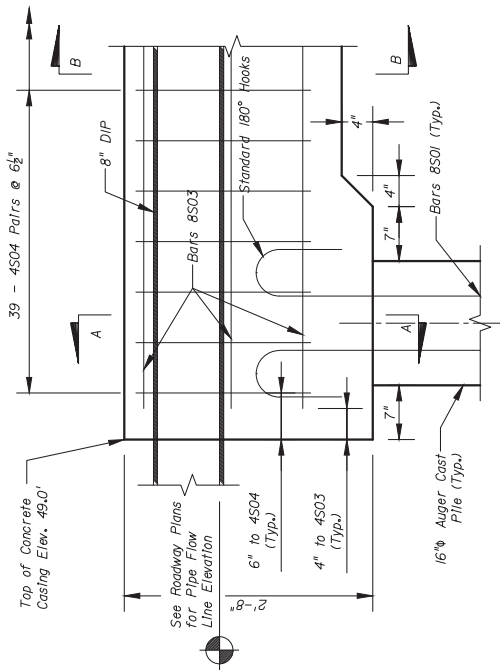 39 - 4S04 Pairs @ 6½"
B
B
A
A
8" DIP
Bars 8S03
Standard 180° Hooks
Top of Concrete
Casing Elev. 49.0'
See Roadway Plans
for Pipe Flow
Line Elevation
2'-8"
6" to 4S04
(Typ.)
4" to 4S03
(Typ.)
4"
4"
7"
7"
Bars 8S01 (Typ.)
16"Φ Auger Cast
Pile (Typ.)